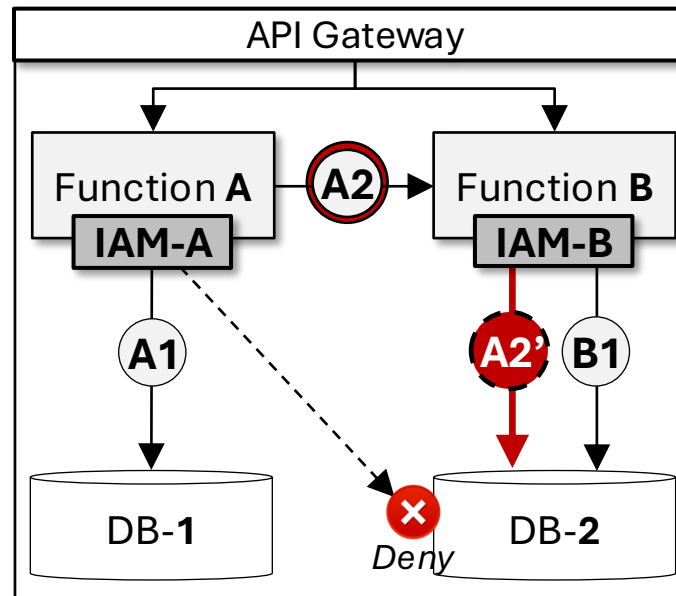 API Gateway
Function A
A2
Function B
IAM-A
IAM-B
A1
A2’
B1
DB-1
Deny
DB-2